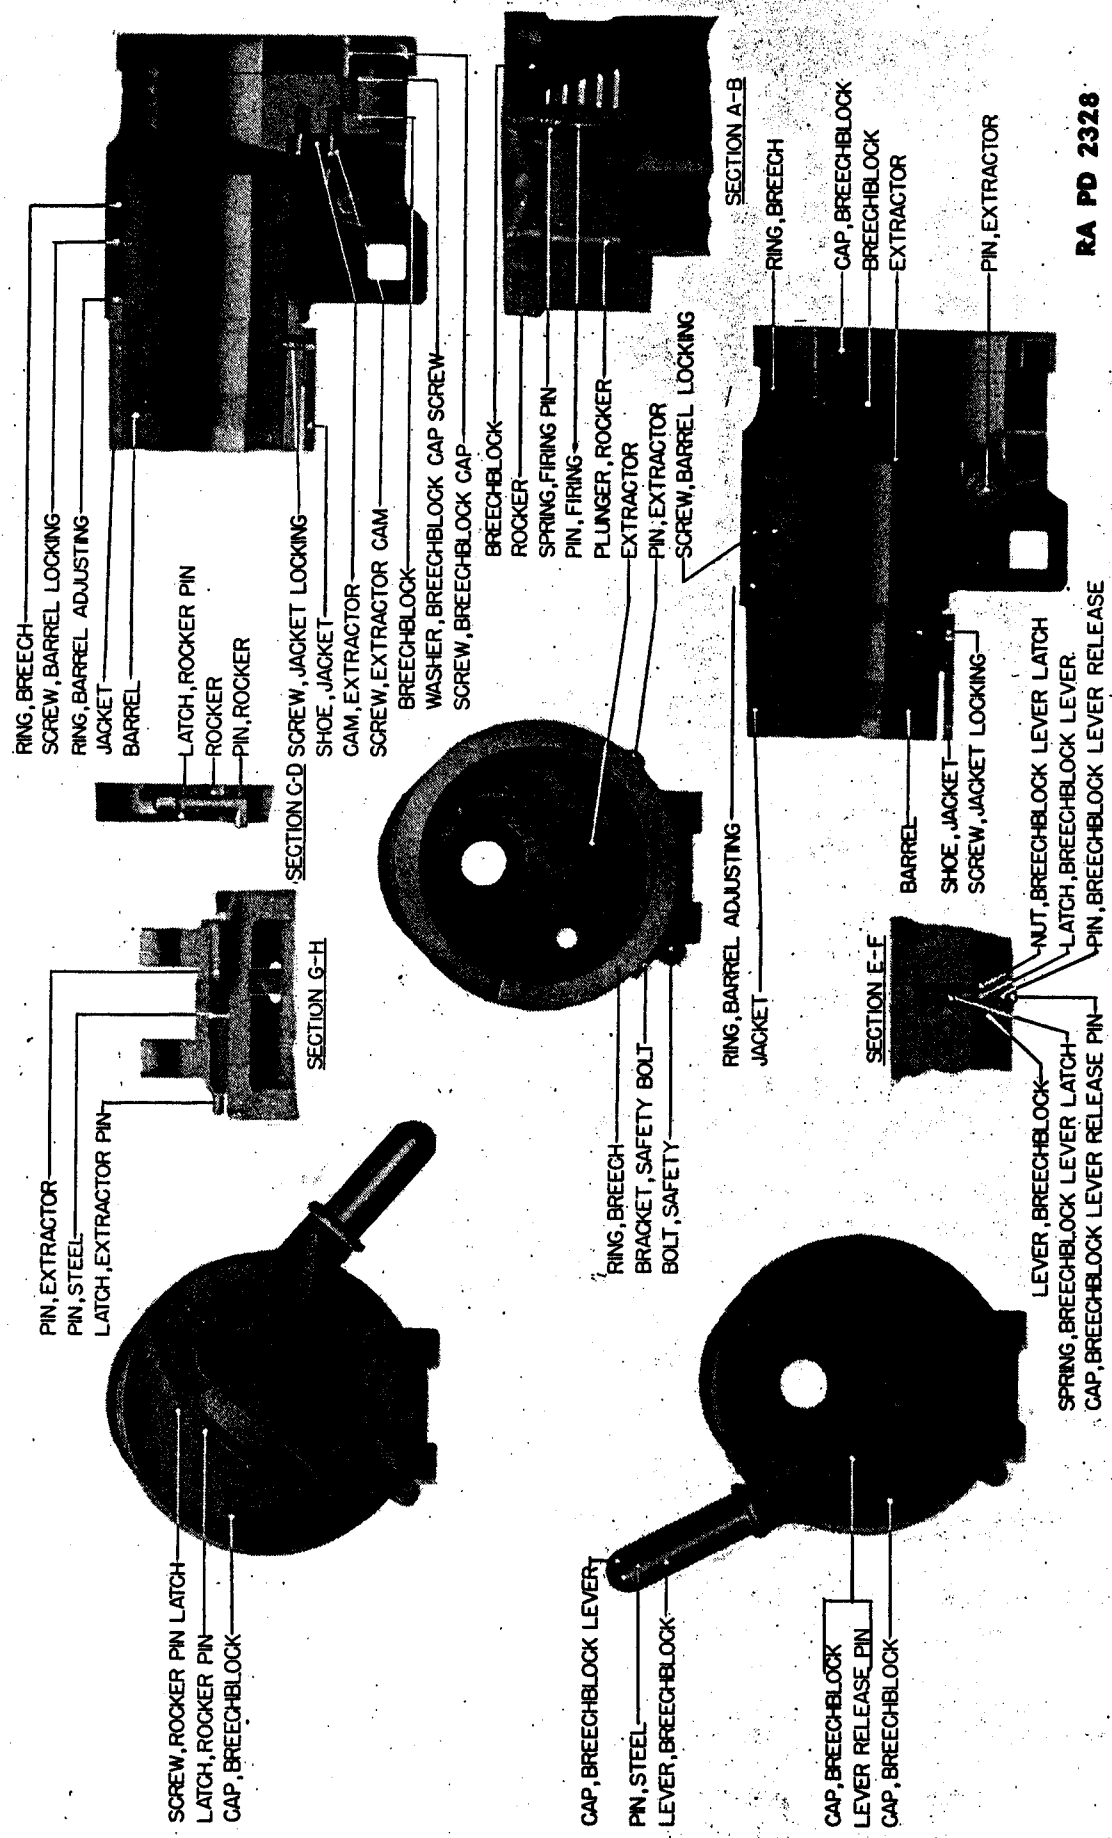 SCREW, ROCKER PIN LATCH
LATCH, ROCKER PIN
CAP, BREECHBLOCK
PIN, EXTRACTOR
PIN, STEEL
LATCH, EXTRACTOR PIN
SECTION G-H
RING, BREECH
SCREW, BARREL LOCKING
RING, BARREL ADJUSTING
JACKET
BARREL
LATCH, ROCKER PIN
ROCKER
PIN, ROCKER
SECTION C-D
SCREW, JACKET LOCKING
SHOE, JACKET
CAM, EXTRACTOR
SCREW, EXTRACTOR CAM
BREECHBLOCK
WASHER, BREECHBLOCK CAP SCREW
SCREW, BREECHBLOCK CAP
BREECHBLOCK
ROCKER
SPRING, FIRING PIN
PIN, FIRING
PLUNGER, ROCKER
SECTION A-B
EXTRACTOR
PIN, EXTRACTOR
SCREW, BARREL LOCKING
RING, BREECH
BRACKET, SAFETY BOLT
BOLT, SAFETY
CAP, BREECHBLOCK LEVER
PIN, STEEL
LEVER, BREECHBLOCK
CAP, BREECHBLOCK
LEVER RELEASE PIN
CAP, BREECHBLOCK
RING, BARREL ADJUSTING
JACKET
RING, BREECH
CAP, BREECHBLOCK
BREECHBLOCK
EXTRACTOR
PIN, EXTRACTOR
BARREL
SHOE, JACKET
SCREW, JACKET LOCKING
SECTION E-F
NUT, BREECHBLOCK LEVER LATCH
LATCH, BREECHBLOCK LEVER
PIN, BREECHBLOCK LEVER RELEASE
LEVER, BREECHBLOCK
SPRING, BREECHBLOCK LEVER LATCH
CAP, BREECHBLOCK LEVER RELEASE PIN
RA PD 2328